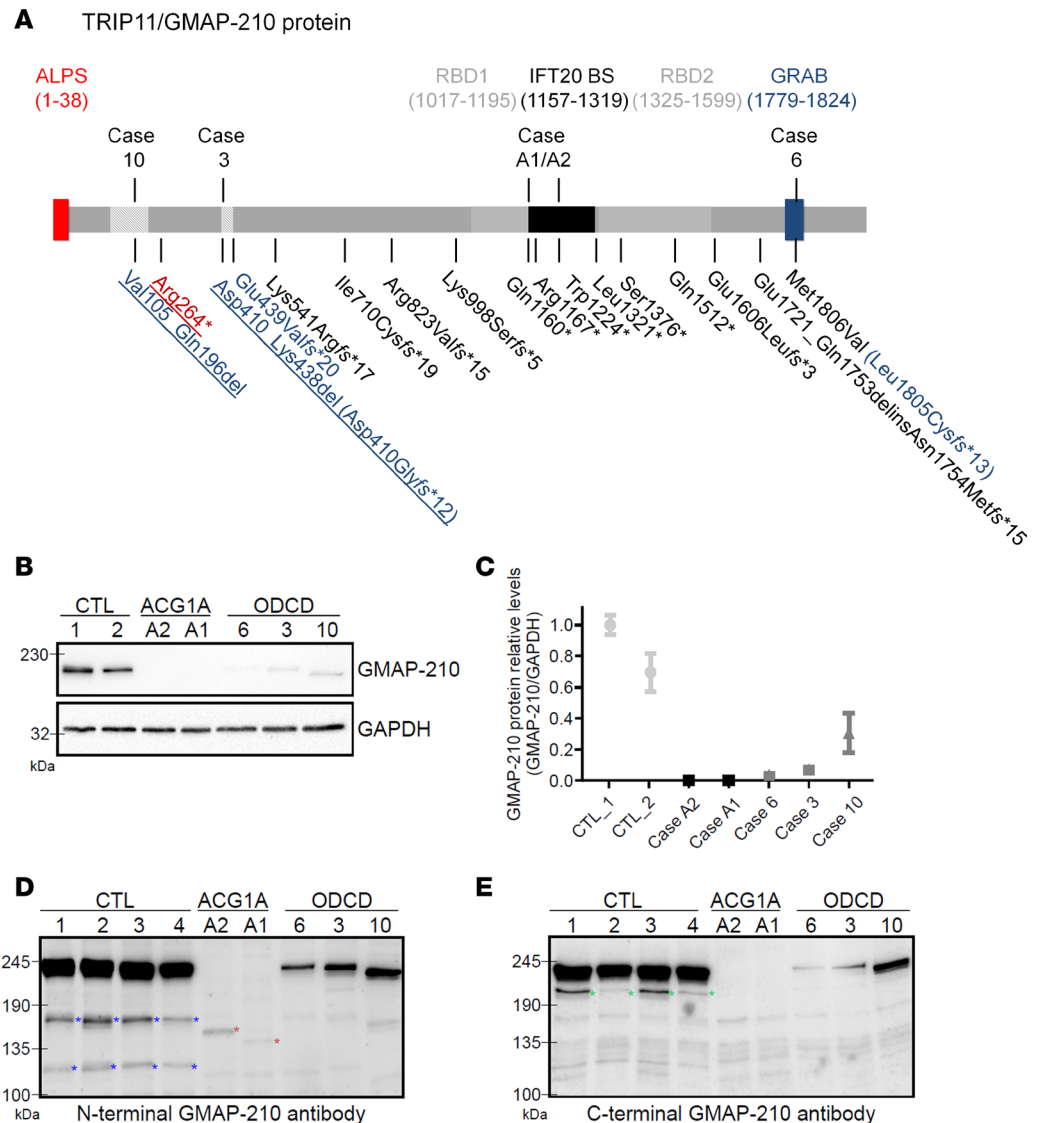 A TRIP11/GMAP-210 protein
ALPS RBD1 IFT20 BS RBD2 GRAB
(1-38) (1017-1195) (1157-1319) (1325-1599) (1779-1824)
Case Case Case Case
10 3 A1/A2 6
Val105_Gln196del
Arg264*
Asp410_Lys438del (Asp410Glyfs*12)
Glu439Valfs*20
Lys541Argfs*17
Ile710Cysfs*19
Arg823Valfs*15
Lys998Serfs*5
Gln1160*
Arg1167*
Trp1224*
Leu1321*
Ser1376*
Gln1512*
Glu1606Leufs*3
Glu1721_Gln1753delinsAsn1754Metfs*15
Met1806Val (Leu1805Cysfs*13)
B
CTL ACG1A ODCD
1 2 A2 A1 6 3 10
230
GMAP-210
32
GAPDH
kDa
C
GMAP-210 protein relative levels
(GMAP-210/GAPDH)
1.0
0.8
0.6
0.4
0.2
0.0
CTL_1
CTL_2
Case A2
Case A1
Case 6
Case 3
Case 10
D
CTL ACG1A ODCD
1 2 3 4 A2 A1 6 3 10
245
190
135
100
kDa
* * * *
* *
* * * *
N-terminal GMAP-210 antibody
E
CTL ACG1A ODCD
1 2 3 4 A2 A1 6 3 10
245
190
135
100
kDa
* * * *
C-terminal GMAP-210 antibody